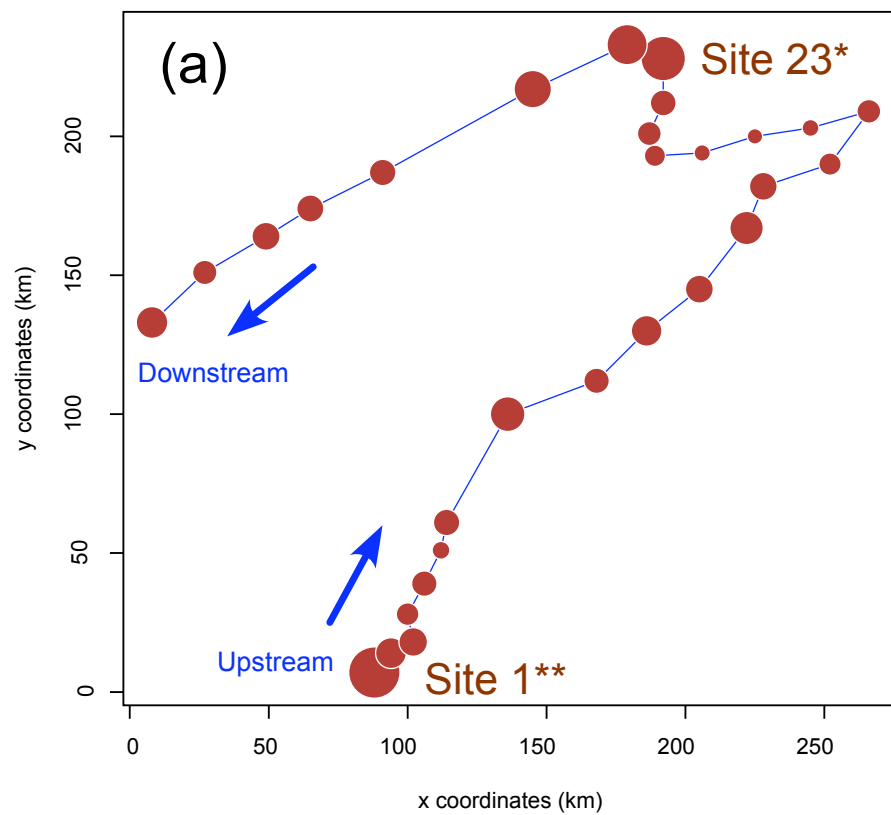 (a)
Site 23*
200
150
100
50
0
y coordinates (km)
Downstream
Upstream
Site 1**
0 50 100 150 200 250
x coordinates (km)